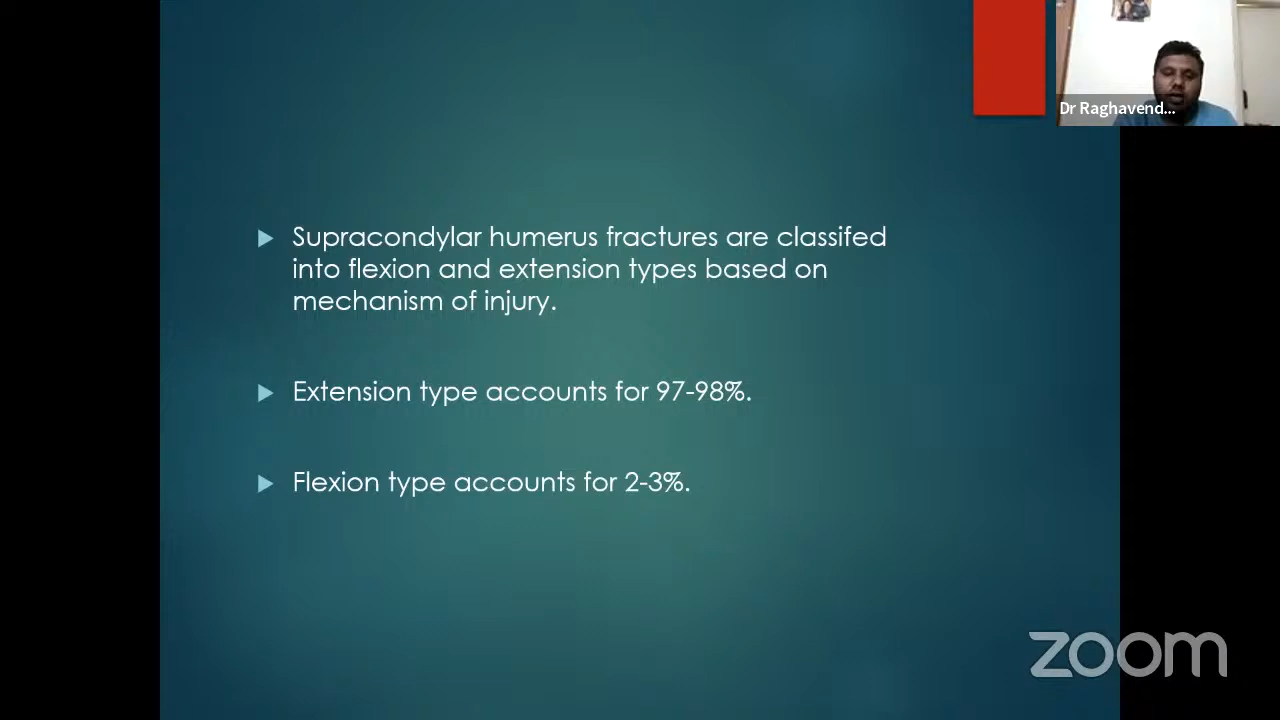 Dr Raghavend...
Supracondylar humerus fractures are classifed
into flexion and extension types based on
mechanism of injury.
Extension type accounts for 97-98%.
Flexion type accounts for 2-3%.
zoom